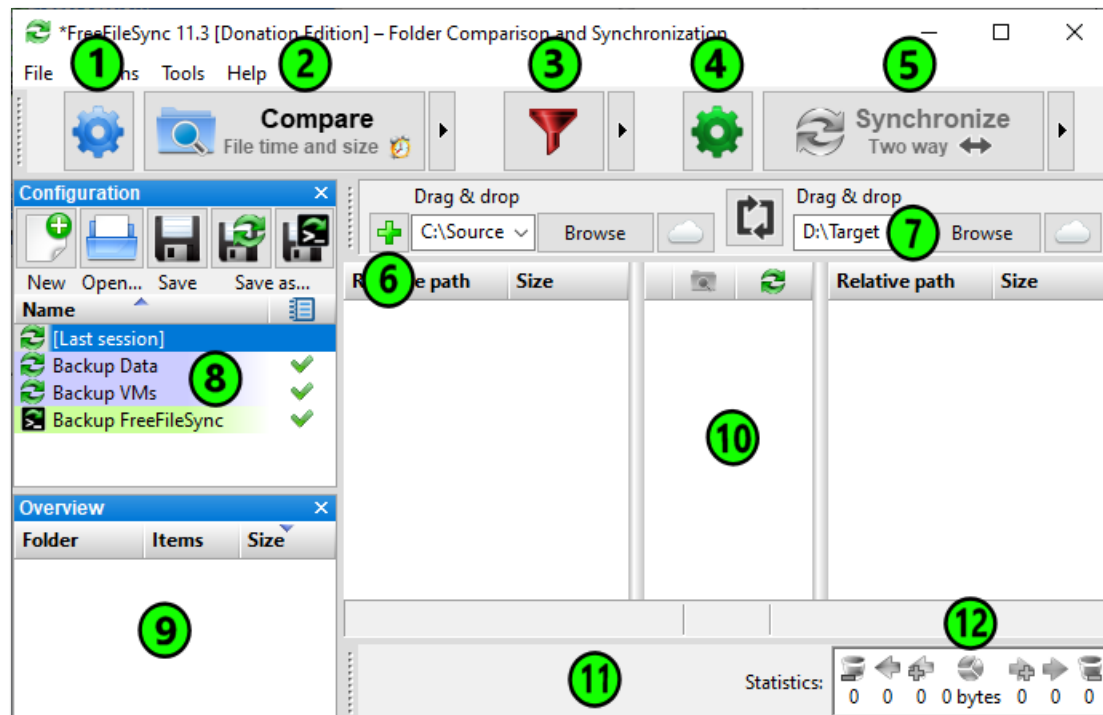 *FreeFileSync 11.3 [Donation Edition] – Folder Comparison and Synchronization
File Tools Help
1
2
3
4
5
Compare
File time and size
Synchronize
Two way
Configuration
New Open... Save Save as...
Name
[Last session]
Backup Data
Backup VMs
Backup FreeFileSync
8
Drag & drop
C:\Source Browse
Drag & drop
D:\Target 7 Browse
6
path Size
Relative path Size
10
Overview
Folder Items Size
9
11
12
Statistics:
0 0 0 0 bytes 0 0 0